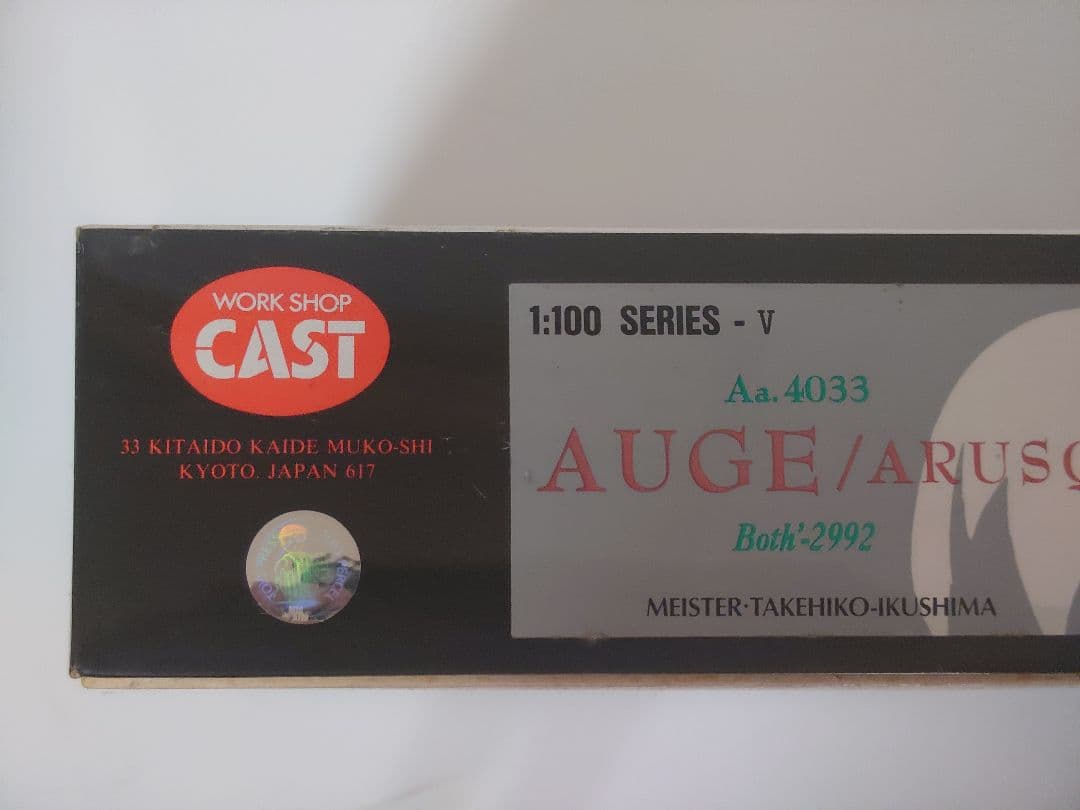 WORK SHOP
CAST
33 KITAIDO KAIDE MUKO-SHI
KYOTO. JAPAN 617
1:100 SERIES - V
Aa. 4033
AUGE/ARUSQ
Both'-2992
MEISTER·TAKEHIKO-IKUSHIMA